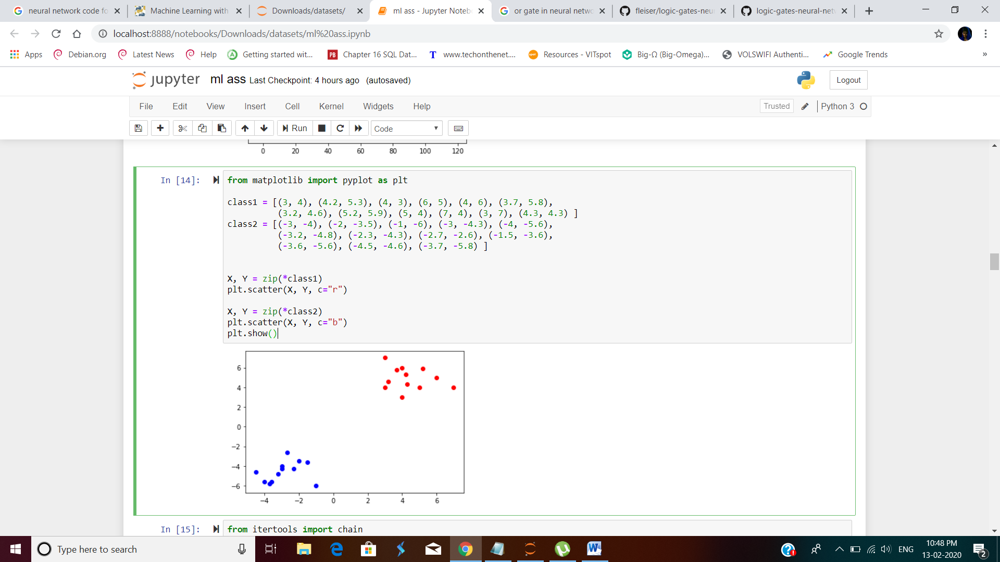 neural network code fo
Machine Learning with
Downloads/datasets/
ml ass - Jupyter Noteb
or gate in neural netwo
fleiser/logic-gates-neu
logic-gates-neural-net
localhost:8888/notebooks/Downloads/datasets/ml%20ass.ipynb
Apps
Debian.org
Latest News
Help
Getting started wit...
PB Chapter 16 SQL Dat...
T www.techonthenet....
spot Resources - VITspot
Big-Ω (Big-Omega)...
VOLSWIFI Authenti...
Google Trends
»
jupyter ml ass Last Checkpoint: 4 hours ago (autosaved)
Logout
File Edit View Insert Cell Kernel Widgets Help
Trusted
Python 3
Run
Code
0 20 40 60 80 100 120
In [14]:
from matplotlib import pyplot as plt
class1 = [(3, 4), (4.2, 5.3), (4, 3), (6, 5), (4, 6), (3.7, 5.8),
(3.2, 4.6), (5.2, 5.9), (5, 4), (7, 4), (3, 7), (4.3, 4.3) ]
class2 = [(-3, -4), (-2, -3.5), (-1, -6), (-3, -4.3), (-4, -5.6),
(-3.2, -4.8), (-2.3, -4.3), (-2.7, -2.6), (-1.5, -3.6),
(-3.6, -5.6), (-4.5, -4.6), (-3.7, -5.8) ]
X, Y = zip(*class1)
plt.scatter(X, Y, c="r")
X, Y = zip(*class2)
plt.scatter(X, Y, c="b")
plt.show()
6
4
2
0
−2
−4
−6
−4 −2 0 2 4 6
In [15]:
from itertools import chain
Type here to search
ENG
10:48 PM
13-02-2020
2